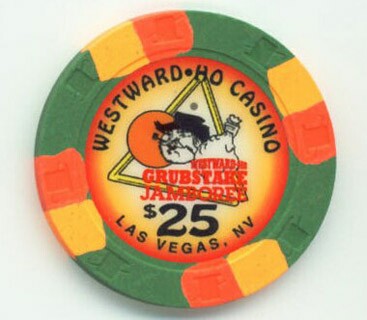 WESTWARD•HO CASINO
WESTWARD-HO
GRUBSTAKE
JAMBOREE
$25
LAS VEGAS, NV